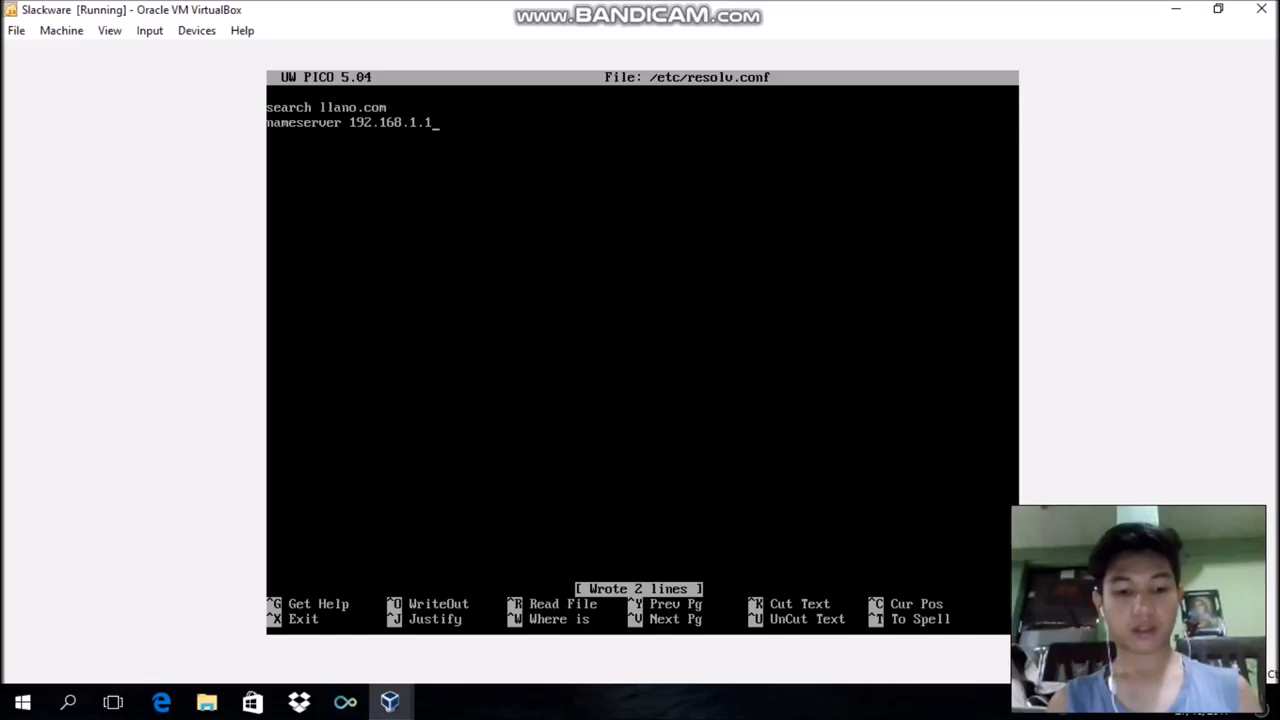 Slackware [Running] - Oracle VM VirtualBox
www.BANDICAM.com
File Machine View Input Devices Help
UW PICO 5.04 File: /etc/resolv.conf
search llano.com
nameserver 192.168.1.1_
[ Wrote 2 lines ]
^G Get Help ^O WriteOut ^R Read File ^Y Prev Pg ^K Cut Text ^C Cur Pos
^X Exit ^J Justify ^W Where is ^V Next Pg ^U UnCut Text ^T To Spell